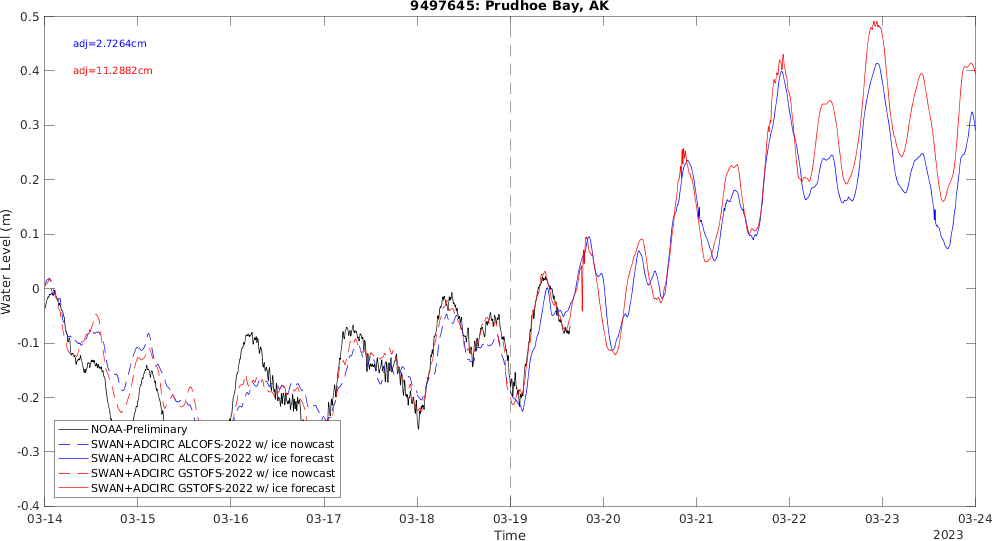 9497645: Prudhoe Bay, AK
adj=2.7264cm
adj=11.2882cm
Water Level (m)
0.5
0.4
0.3
0.2
0.1
0
-0.1
-0.2
-0.3
-0.4
NOAA-Preliminary
SWAN+ADCIRC ALCOFS-2022 w/ ice nowcast
SWAN+ADCIRC ALCOFS-2022 w/ ice forecast
SWAN+ADCIRC GSTOFS-2022 w/ ice nowcast
SWAN+ADCIRC GSTOFS-2022 w/ ice forecast
03-14 03-15 03-16 03-17 03-18 03-19 03-20 03-21 03-22 03-23 03-24
Time
2023